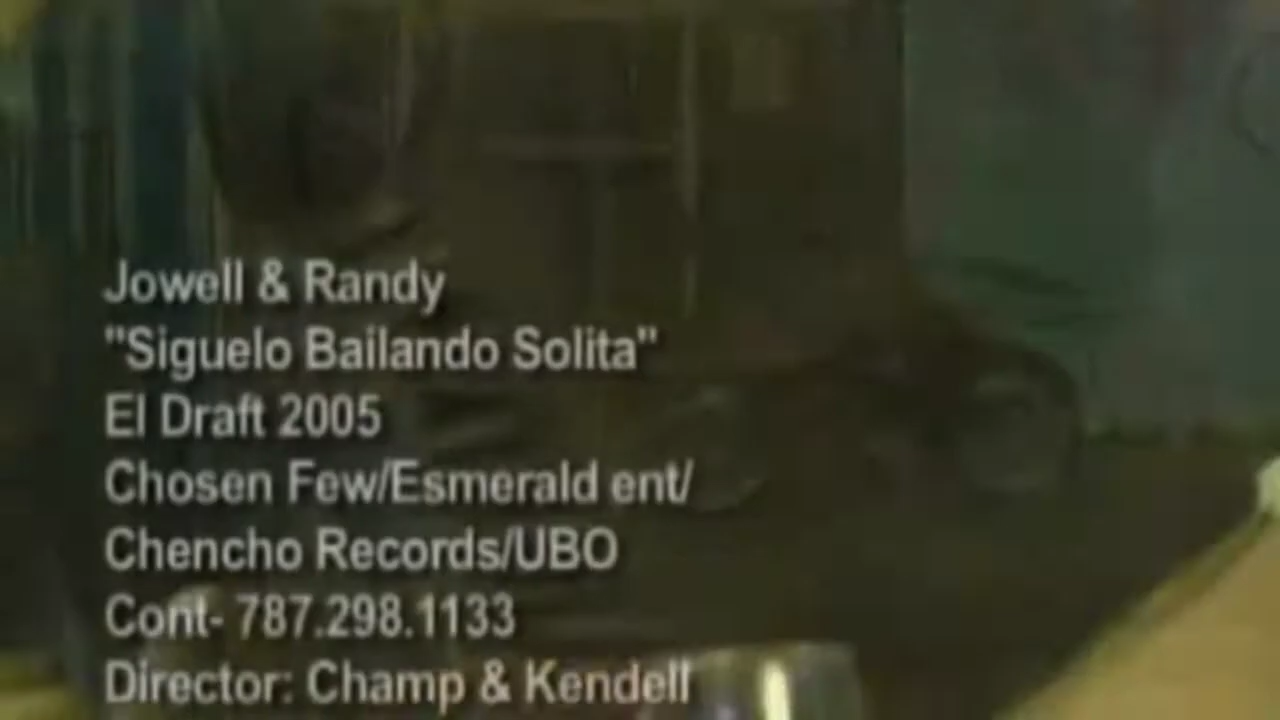 Jowell & Randy
"Siguelo Bailando Solita"
El Draft 2005
Chosen Few/Esmerald ent/
Chencho Records/UBO
Cont- 787.298.1133
Director: Champ & Kendell